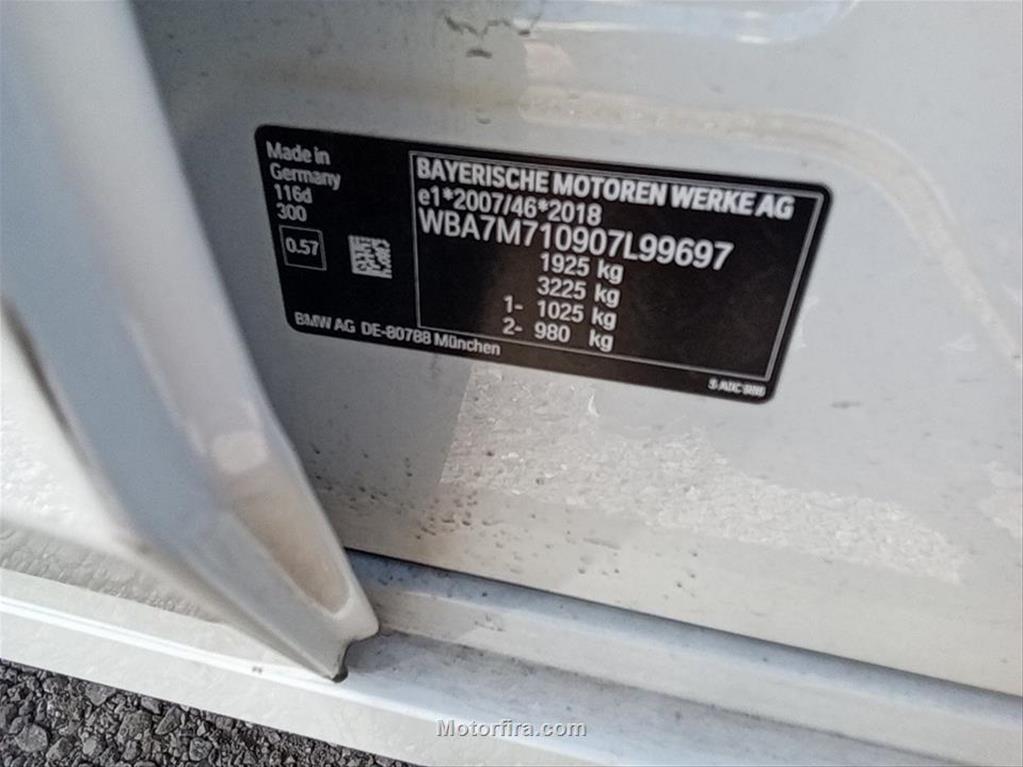 Made in
Germany
116d
300
0.57
BAYERISCHE MOTOREN WERKE AG
e1*2007/46*2018
WBA7M710907L99697
1925 kg
3225 kg
1- 1025 kg
2- 980 kg
BMW AG DE-80788 München
Motorfira.com